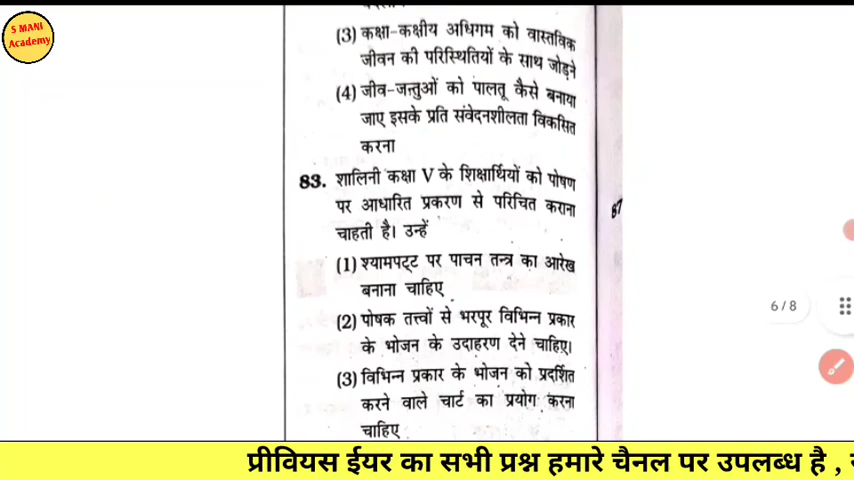 S MANI
Academy
(3) कक्षा-कक्षीय अधिगम को वास्तविक
जीवन की परिस्थितियों के साथ जोड़ने
(4) जीव-जन्तुओं को पालतू कैसे बनाया
जाए इसके प्रति संवेदनशीलता विकसित
करना
83. शालिनी कक्षा V के शिक्षार्थियों को पोषण
पर आधारित प्रकरण से परिचित कराना
चाहती है। उन्हें
(1) श्यामपट्ट पर पाचन तन्त्र का आरेख
बनाना चाहिए
(2) पोषक तत्त्वों से भरपूर विभिन्न प्रकार
के भोजन के उदाहरण देने चाहिए।
(3) विभिन्न प्रकार के भोजन को प्रदर्शित
करने वाले चार्ट का प्रयोग करना
चाहिए
87
6/8
प्रीवियस ईयर का सभी प्रश्न हमारे चैनल पर उपलब्ध है ,